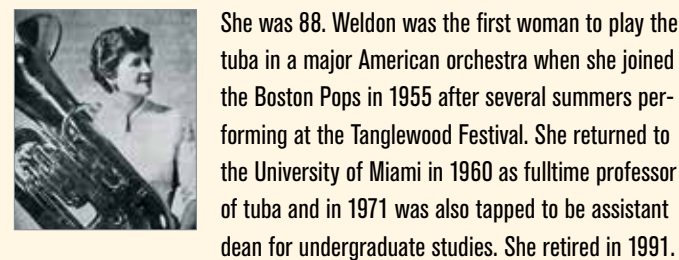 She was 88. Weldon was the first woman to play the
tuba in a major American orchestra when she joined
the Boston Pops in 1955 after several summers per-
forming at the Tanglewood Festival. She returned to
the University of Miami in 1960 as fulltime professor
of tuba and in 1971 was also tapped to be assistant
dean for undergraduate studies. She retired in 1991.